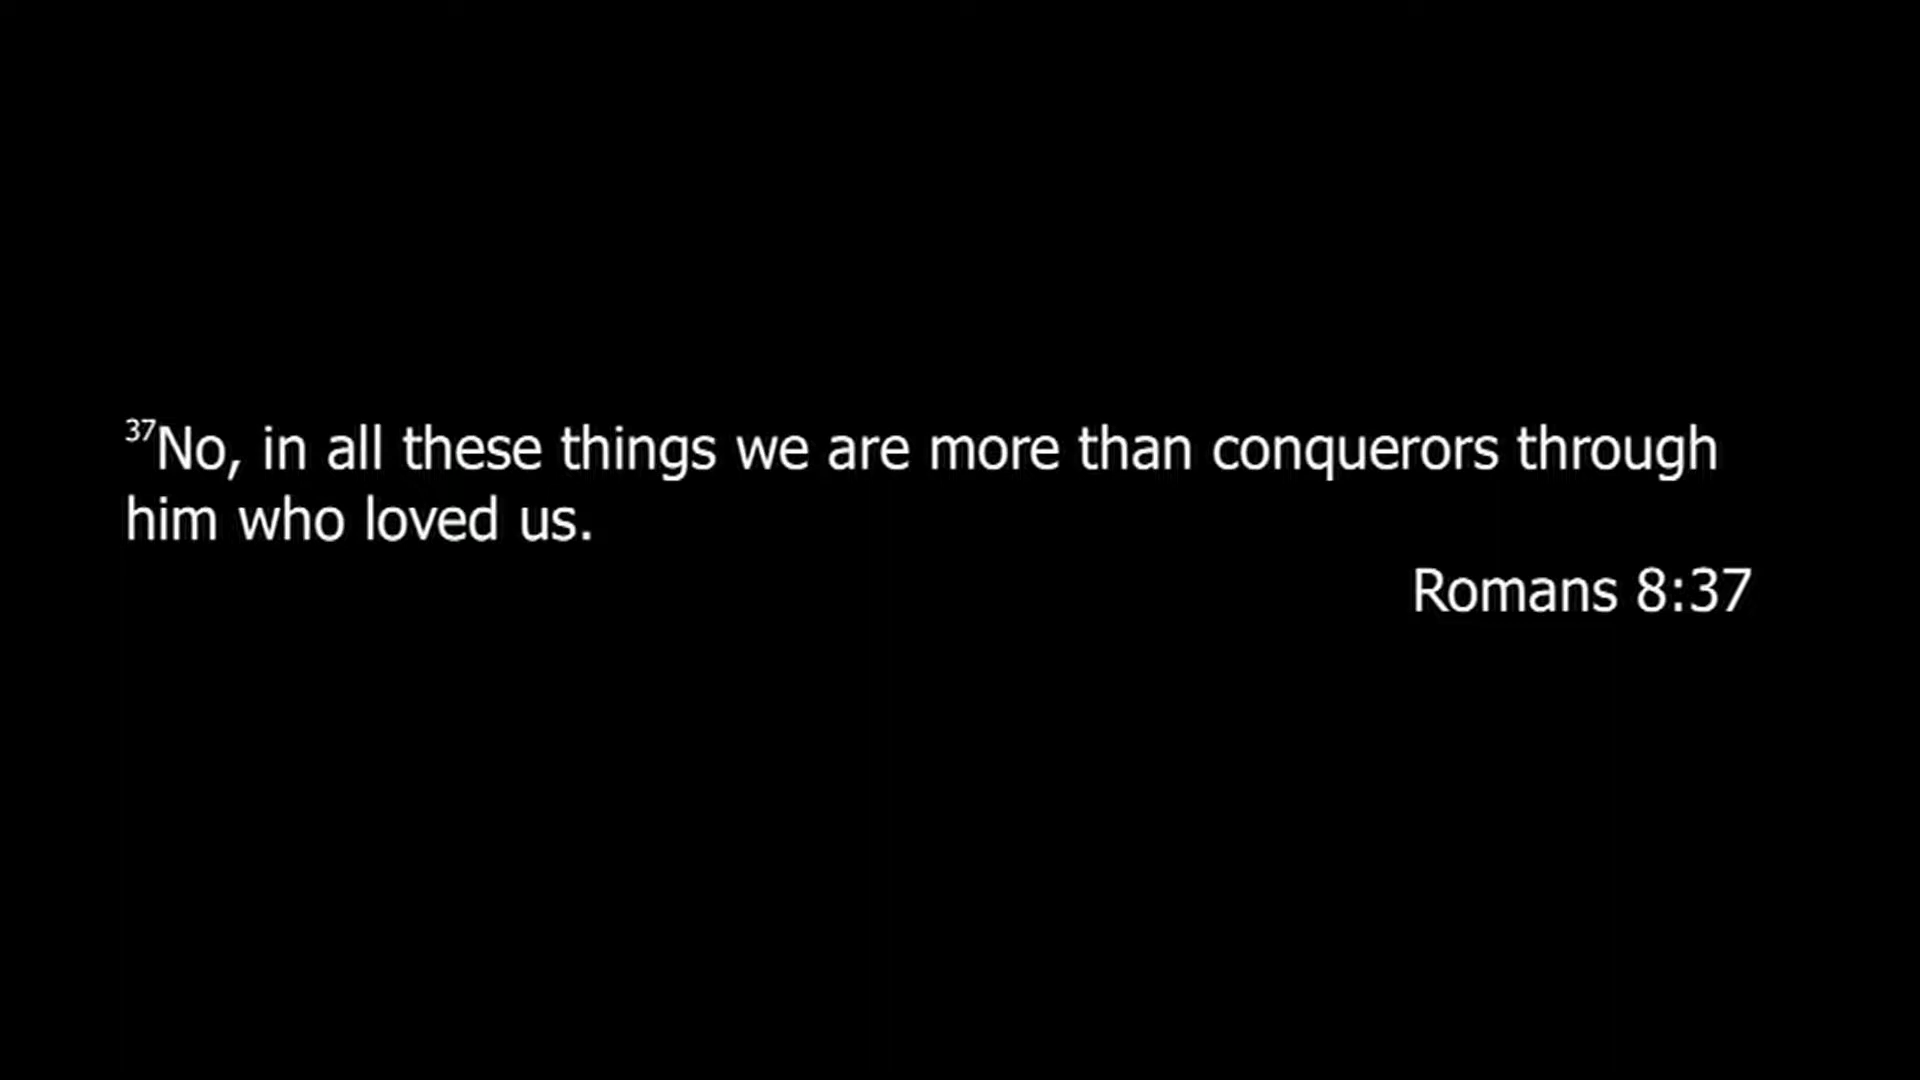 37No, in all these things we are more than conquerors through
him who loved us.
Romans 8:37